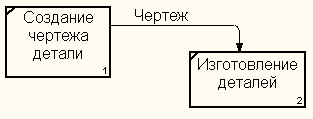 Создание
чертежа
детали
1
Чертеж
Изготовление
деталей
2